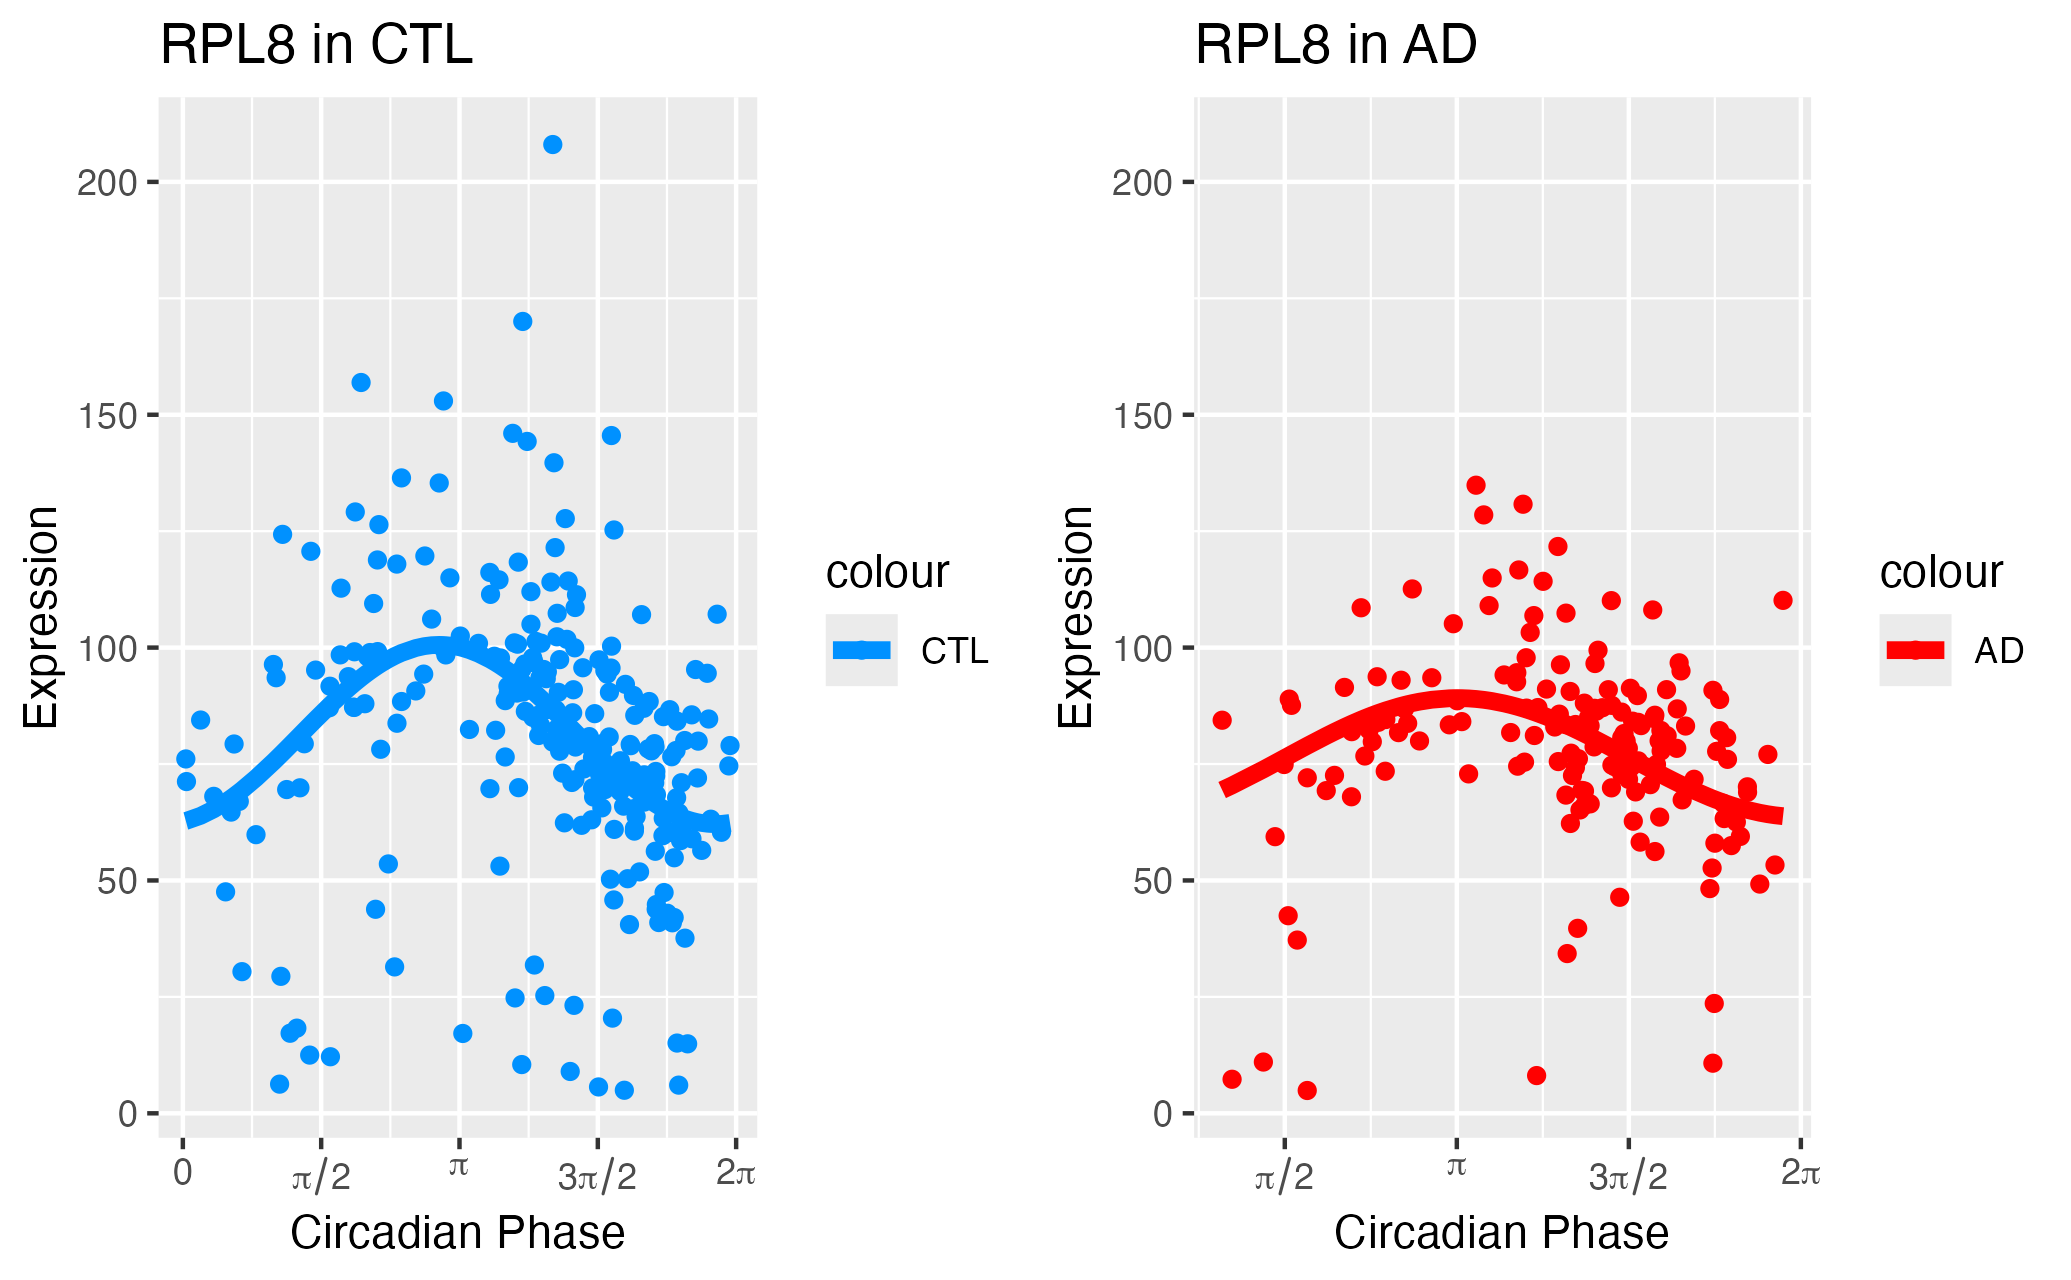 RPL8 in CTL
Expression
200
150
100
50
0
0 π/2 π 3π/2 2π
Circadian Phase
colour
CTL
RPL8 in AD
Expression
200
150
100
50
0
π/2 π 3π/2 2π
Circadian Phase
colour
AD